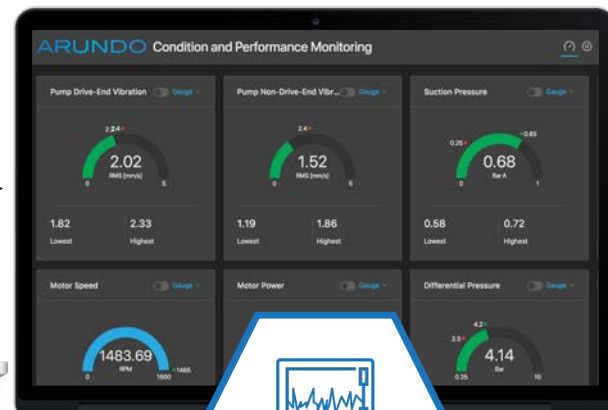 ARUNDO Condition and Performance Monitoring
Pump Drive-End Vibration Gauge
2.4
2.02
RMS [mm/s]
0 5
1.82 2.33
Lowest Highest
Pump Non-Drive-End Vibr... Gauge
2.4
1.52
RMS [mm/s]
0 5
1.19 1.86
Lowest Highest
Suction Pressure Gauge
0.25 0.65
0.68
Bar A
0 1
0.58 0.72
Lowest Highest
Motor Speed Gauge
1483.69
RPM
0 1500 1485
Motor Power Gauge
Differential Pressure Gauge
2.5 4.2
4.14
Bar
0.35 10